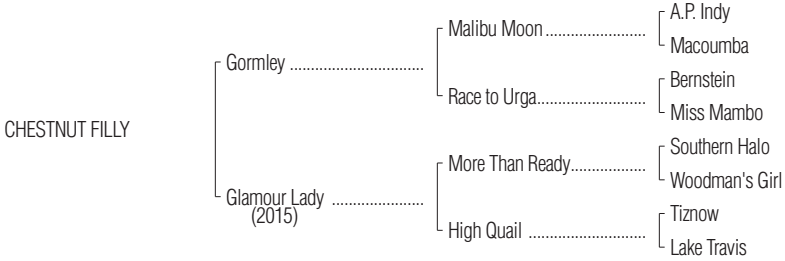 A.P. Indy
Malibu Moon ........................
Macoumba
Gormley ................................
Bernstein
Race to Urga..........................
Miss Mambo
CHESTNUT FILLY
Southern Halo
More Than Ready..................
Woodman's Girl
Glamour Lady ......................
(2015)
Tiznow
High Quail ............................
Lake Travis